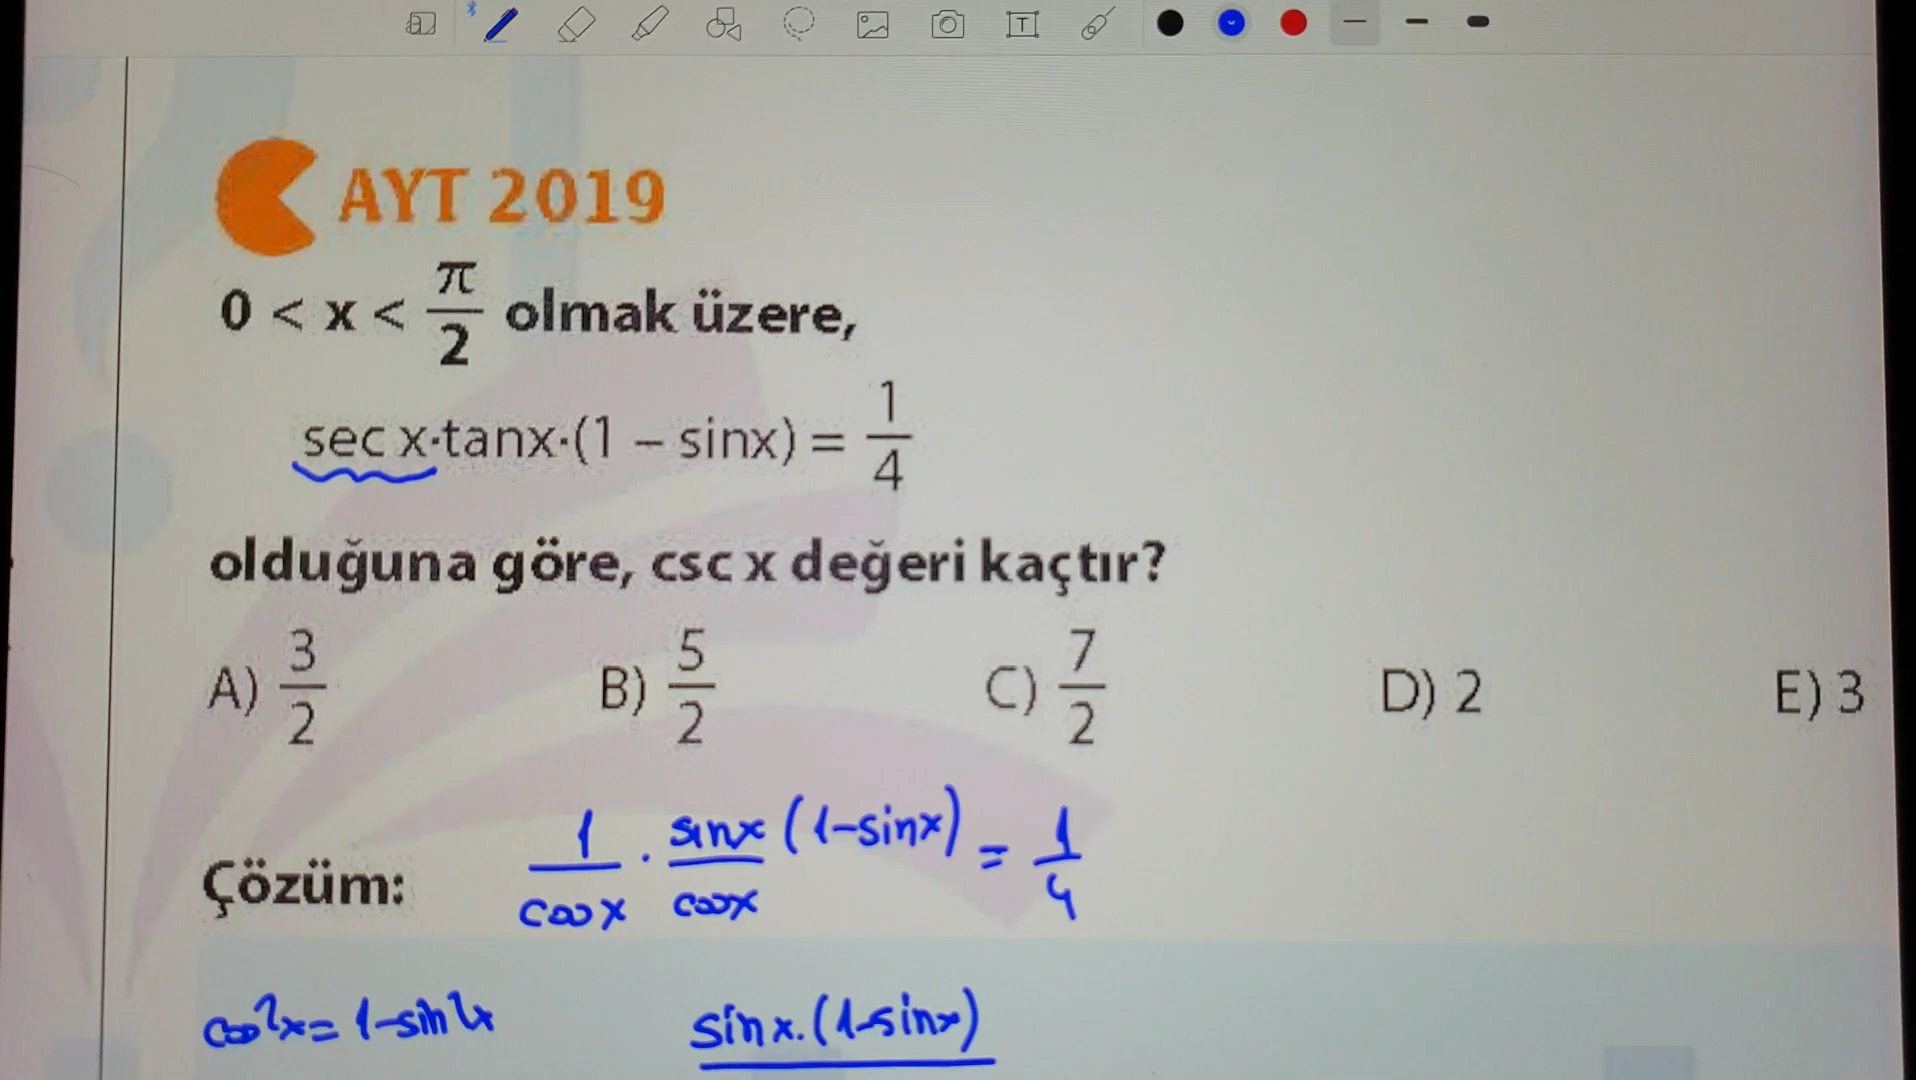 AYT 2019
0 < x < π/2 olmak üzere,
sec x·tanx·(1 – sinx) = 1/4
olduğuna göre, csc x değeri kaçtır?
A) 3/2 B) 5/2 C) 7/2 D) 2 E) 3
Çözüm: 1/cosx · sinx/cosx (1-sinx) = 1/4
cos²x = 1-sin²x sinx.(1-sinx)